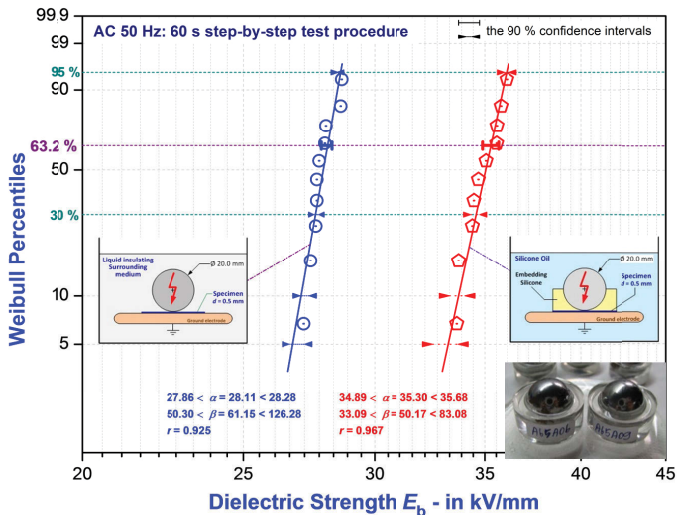 AC 50 Hz: 60 s step-by-step test procedure
the 90 % confidence intervals
Weibull Percentiles
99.9
99
95 %
90
63.2 %
50
30 %
10
5
Liquid insulating
Surrounding
medium
Ø 20.0 mm
Specimen
d = 0.5 mm
Ground electrode
Silicone Oil
Embedding
Silicone
Ø 20.0 mm
Specimen
d = 0.5 mm
Ground electrode
27.86 < α = 28.11 < 28.28
50.30 < β = 61.15 < 126.28
r = 0.925
34.89 < α = 35.30 < 35.68
33.09 < β = 50.17 < 83.08
r = 0.967
A65A06
A65A09
20
25
30
35
40
45
Dielectric Strength Eb - in kV/mm